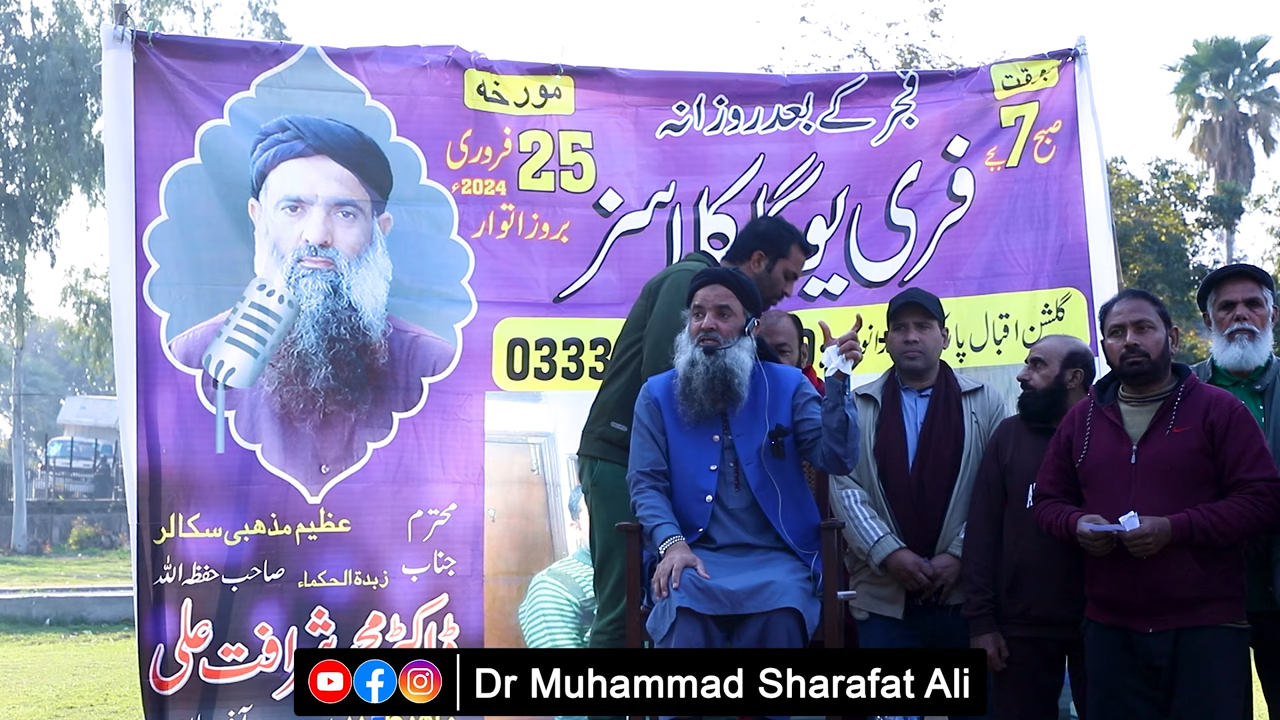 بوقت
صبح 7 بجے
فجر کے بعد روزانہ
فری یوگا کلاسز
مورخہ
25 فروری
2024ء
بروز اتوار
گلشن اقبال
0333
محترم
جناب
عظیم مذہبی سکالر
زبدۃ الحکماء
صاحب حفظہ اللہ
ڈاکٹر محمد شرافت علی
Dr Muhammad Sharafat Ali